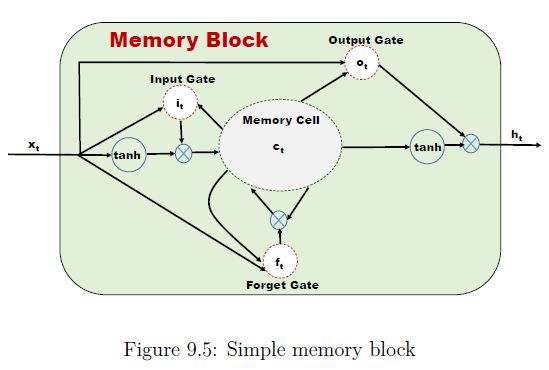 Memory Block
Output Gate
o_t
Input Gate
i_t
Memory Cell
c_t
x_t
tanh
tanh
h_t
f_t
Forget Gate
Figure 9.5: Simple memory block